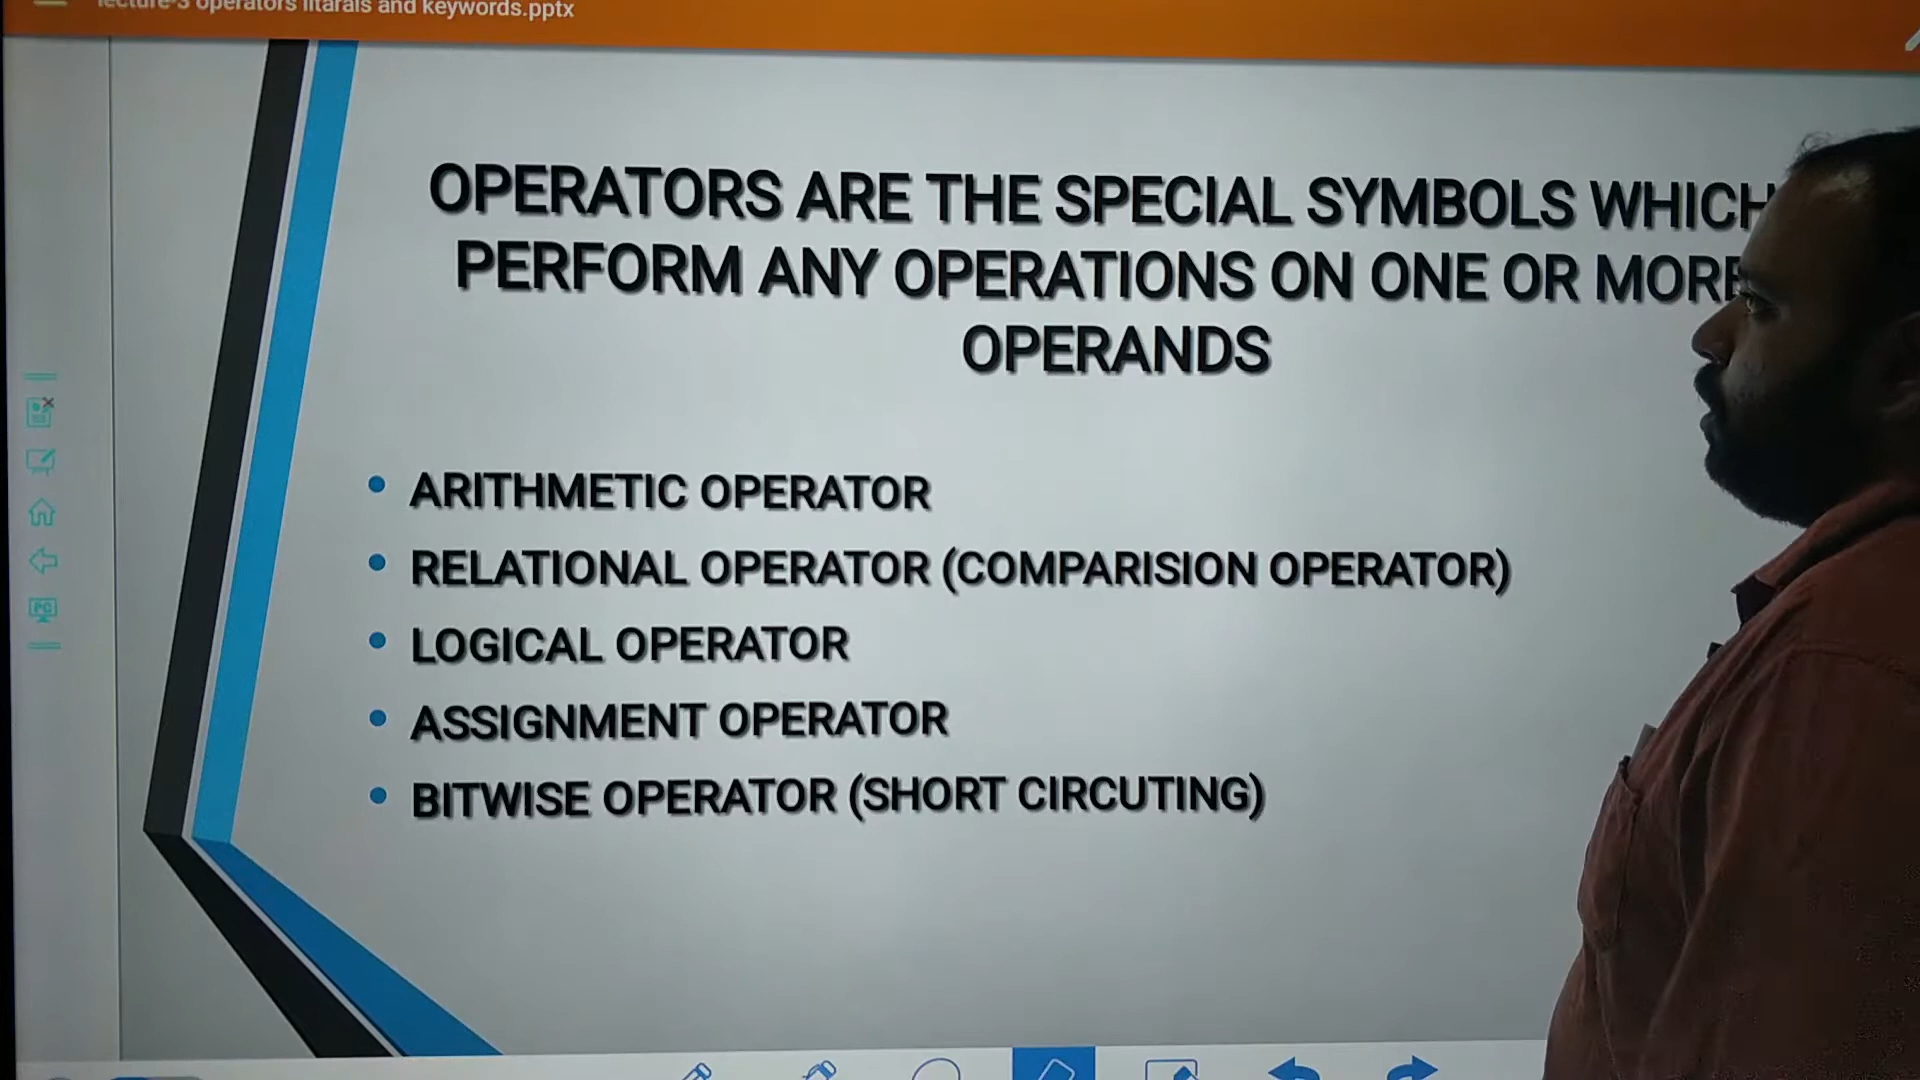 lecture-3 operators litarals and keywords.pptx
OPERATORS ARE THE SPECIAL SYMBOLS WHICH
PERFORM ANY OPERATIONS ON ONE OR MORE
OPERANDS
• ARITHMETIC OPERATOR
• RELATIONAL OPERATOR (COMPARISION OPERATOR)
• LOGICAL OPERATOR
• ASSIGNMENT OPERATOR
• BITWISE OPERATOR (SHORT CIRCUTING)
PC